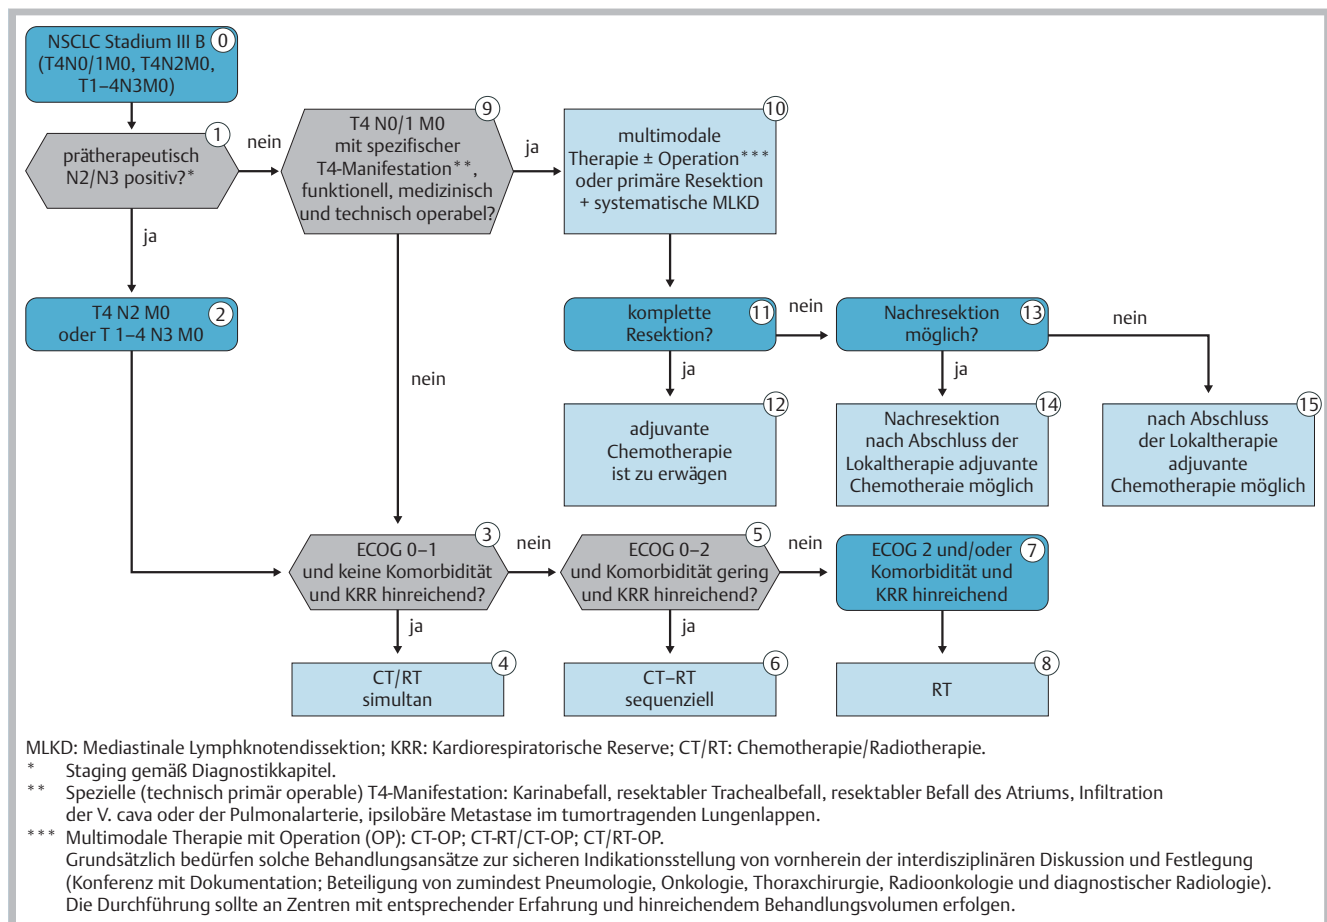 NSCLC Stadium III B
(T4N0/1M0, T4N2M0,
T1–4N3M0)
0
prätherapeutisch
N2/N3 positiv?*
1
nein
ja
T4 N0/1 M0
mit spezifischer
T4-Manifestation**,
funktionell, medizinisch
und technisch operabel?
9
ja
nein
multimodale
Therapie ± Operation***
oder primäre Resektion
+ systematische MLKD
10
T4 N2 M0
oder T 1–4 N3 M0
2
komplette
Resektion?
11
nein
ja
Nachresektion
möglich?
13
nein
ja
adjuvante
Chemotherapie
ist zu erwägen
12
Nachresektion
nach Abschluss der
Lokaltherapie adjuvante
Chemotheraie möglich
14
nach Abschluss
der Lokaltherapie
adjuvante
Chemotherapie möglich
15
ECOG 0–1
und keine Komorbidität
und KRR hinreichend?
3
nein
ja
ECOG 0–2
und Komorbidität gering
und KRR hinreichend?
5
nein
ja
ECOG 2 und/oder
Komorbidität und
KRR hinreichend
7
CT/RT
simultan
4
CT–RT
sequenziell
6
RT
8
MLKD: Mediastinale Lymphknotendissektion; KRR: Kardiorespiratorische Reserve; CT/RT: Chemotherapie/Radiotherapie.
* Staging gemäß Diagnostikkapitel.
** Spezielle (technisch primär operable) T4-Manifestation: Karinabefall, resektabler Trachealbefall, resektabler Befall des Atriums, Infiltration
der V. cava oder der Pulmonalarterie, ipsilobäre Metastase im tumortragenden Lungenlappen.
*** Multimodale Therapie mit Operation (OP): CT-OP; CT-RT/CT-OP; CT/RT-OP.
Grundsätzlich bedürfen solche Behandlungsansätze zur sicheren Indikationsstellung von vornherein der interdisziplinären Diskussion und Festlegung
(Konferenz mit Dokumentation; Beteiligung von zumindest Pneumologie, Onkologie, Thoraxchirurgie, Radioonkologie und diagnostischer Radiologie).
Die Durchführung sollte an Zentren mit entsprechender Erfahrung und hinreichendem Behandlungsvolumen erfolgen.